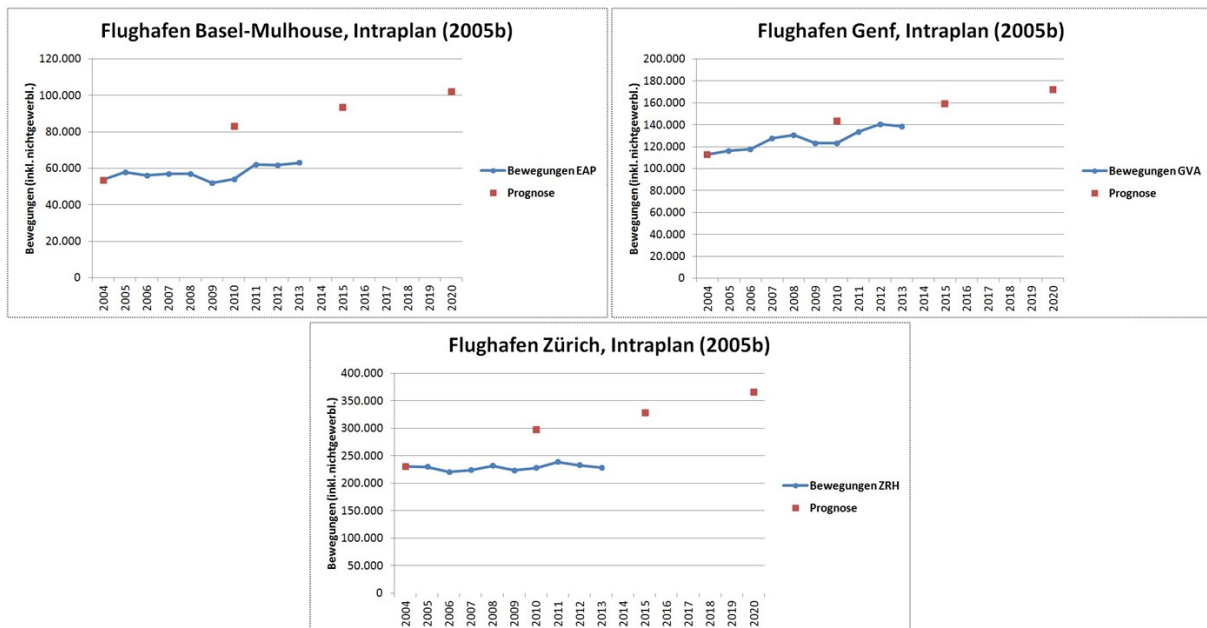 Flughafen Basel-Mulhouse, Intraplan (2005b)
Bewegungen (inkl. nichtgewerbl.)
120.000
100.000
80.000
60.000
40.000
20.000
0
2004 2005 2006 2007 2008 2009 2010 2011 2012 2013 2014 2015 2016 2017 2018 2019 2020
Bewegungen EAP
Prognose
Flughafen Genf, Intraplan (2005b)
Bewegungen (inkl. nichtgewerbl.)
200.000
180.000
160.000
140.000
120.000
100.000
80.000
60.000
40.000
20.000
0
2004 2005 2006 2007 2008 2009 2010 2011 2012 2013 2014 2015 2016 2017 2018 2019 2020
Bewegungen GVA
Prognose
Flughafen Zürich, Intraplan (2005b)
Bewegungen (inkl. nichtgewerbl.)
400.000
350.000
300.000
250.000
200.000
150.000
100.000
50.000
0
2004 2005 2006 2007 2008 2009 2010 2011 2012 2013 2014 2015 2016 2017 2018 2019 2020
Bewegungen ZRH
Prognose